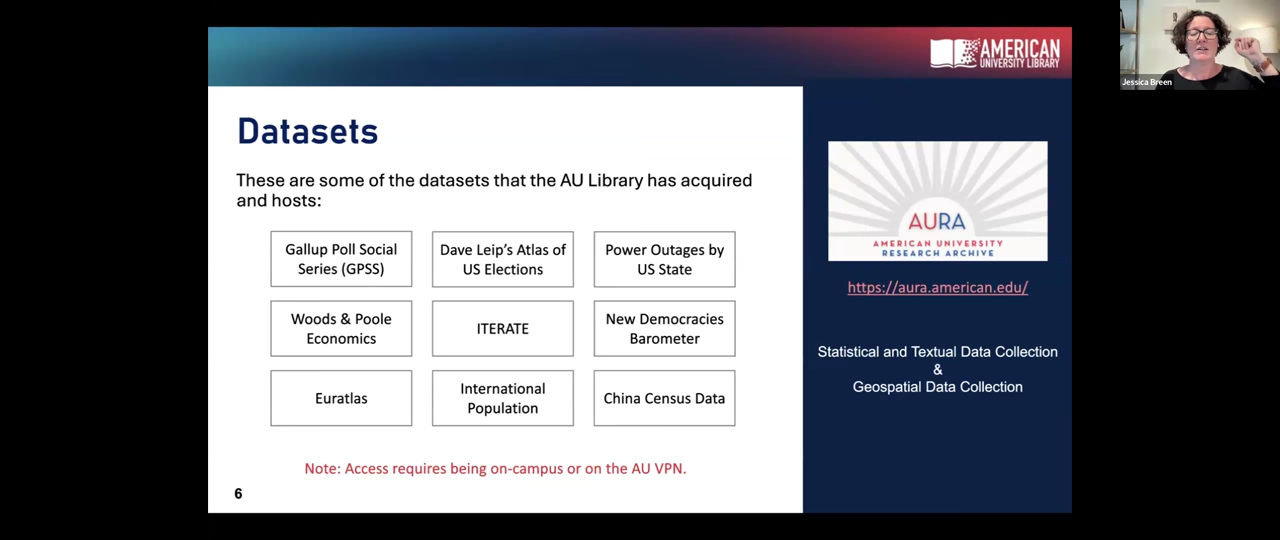 AMERICAN
UNIVERSITY LIBRARY
Jessica Breen
Datasets
These are some of the datasets that the AU Library has acquired
and hosts:
Gallup Poll Social
Series (GPSS)
Dave Leip's Atlas of
US Elections
Power Outages by
US State
Woods & Poole
Economics
ITERATE
New Democracies
Barometer
Euratlas
International
Population
China Census Data
Note: Access requires being on-campus or on the AU VPN.
6
AURA
AMERICAN UNIVERSITY
RESEARCH ARCHIVE
https://aura.american.edu/
Statistical and Textual Data Collection
&
Geospatial Data Collection